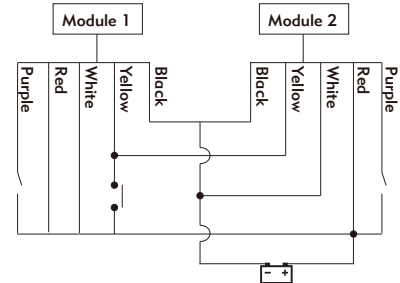 Module 1 Module 2
Purple Red White Yellow Black Black Yellow White Red Purple
- +